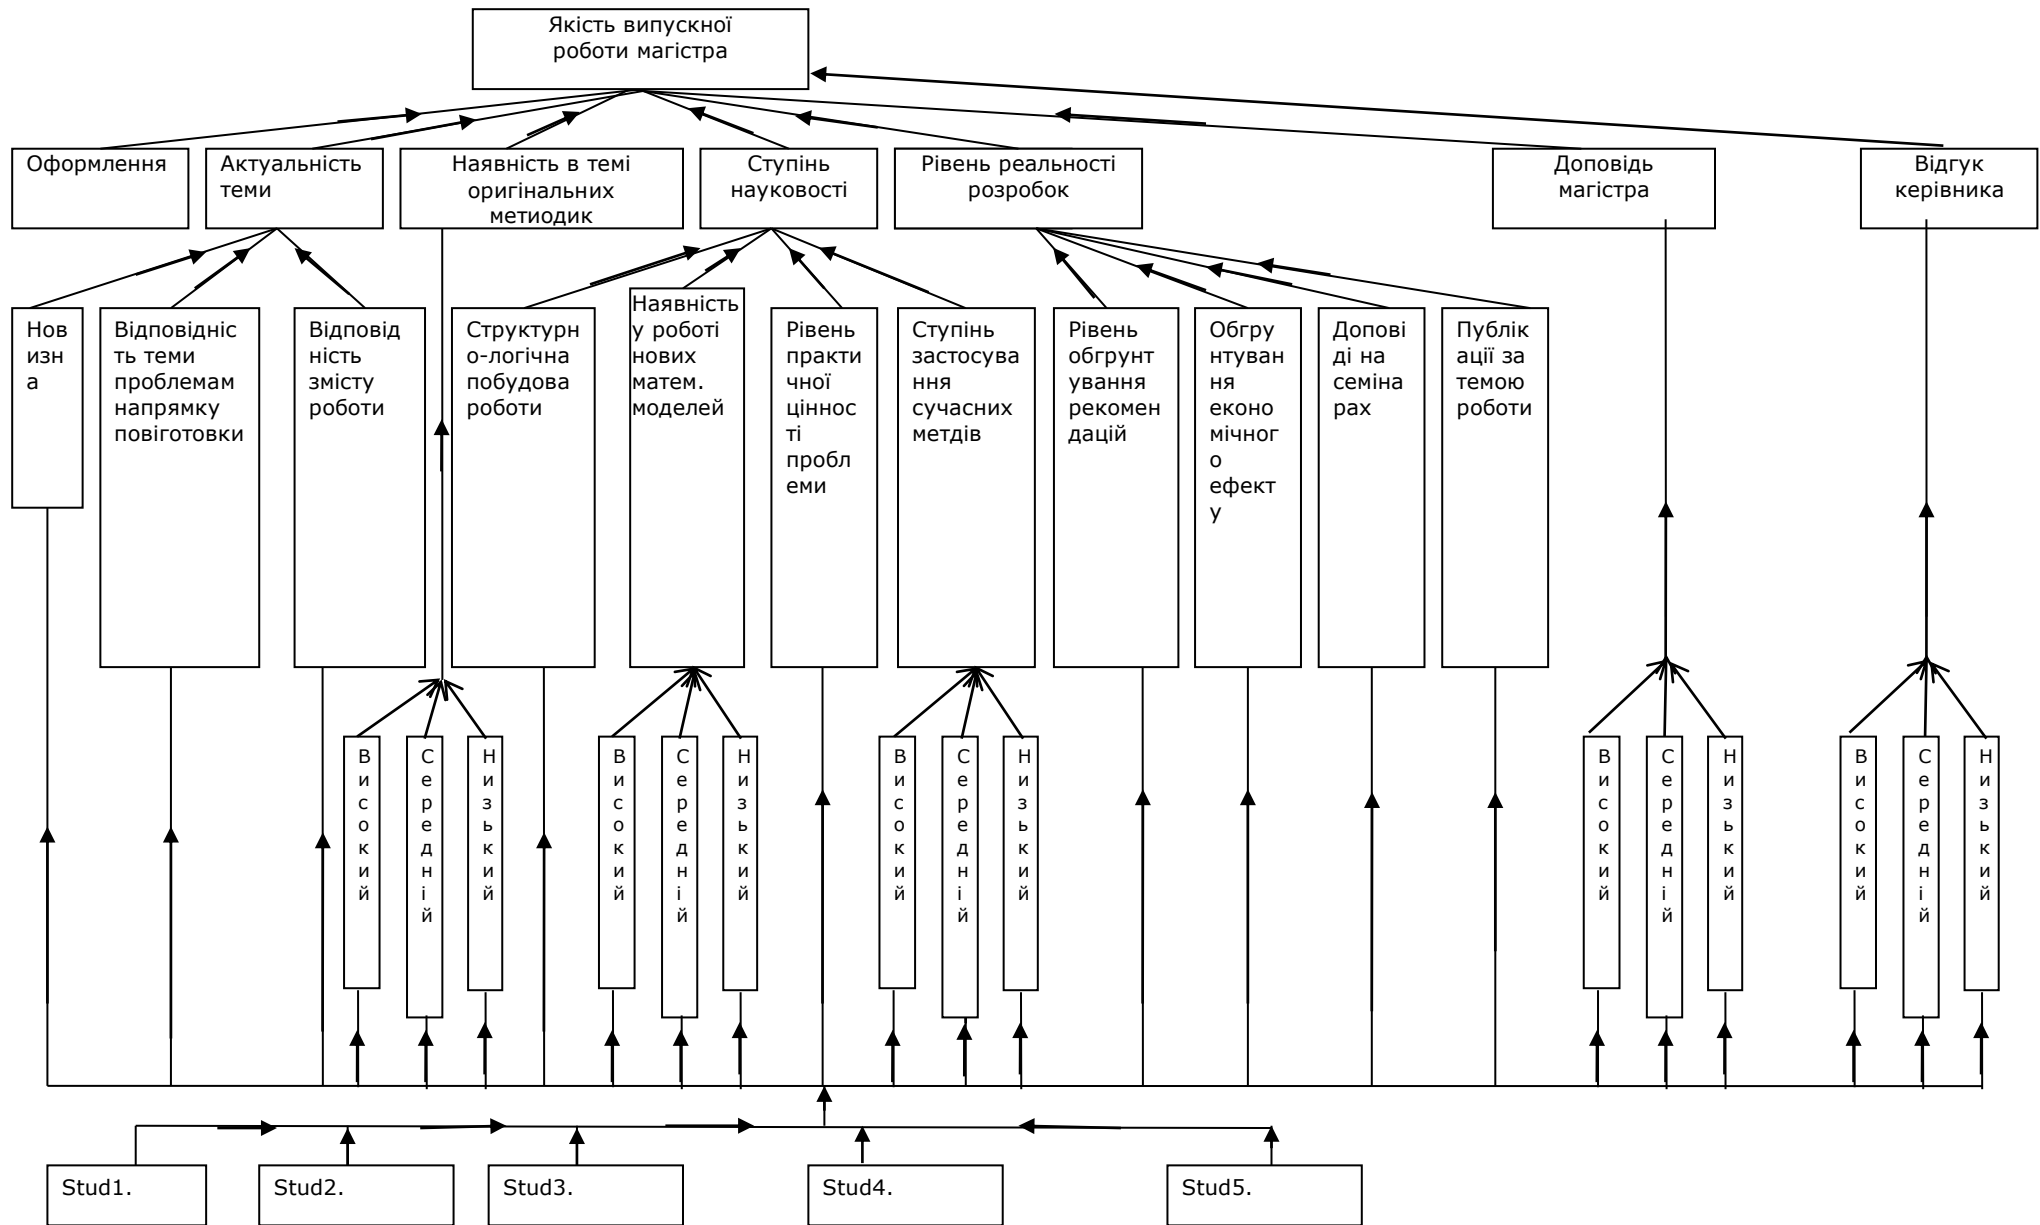 Якість випускної
роботи магістра
Оформлення
Актуальність
теми
Наявність в темі
оригінальних
метиодик
Ступінь
науковості
Рівень реальності
розробок
Доповідь
магістра
Відгук
керівника
Нов
изн
а
Відповідніс
ть теми
проблемам
напрямку
повіготовки
Відповід
ність
змісту
роботи
Структурн
о-логічна
побудова
роботи
Наявність
у роботі
нових
матем.
моделей
Рівень
практи
чної
ціннос
ті
пробл
еми
Ступінь
застосува
ння
сучасних
метдів
Рівень
обгрунт
ування
рекомен
дацій
Обгру
нтуван
ня
еконо
мічног
о
ефект
у
Допові
ді на
семіна
рах
Публік
ації за
темою
роботи
Високий
Середній
Низький
Високий
Середній
Низький
Високий
Середній
Низький
Високий
Середній
Низький
Високий
Середній
Низький
Stud1.
Stud2.
Stud3.
Stud4.
Stud5.